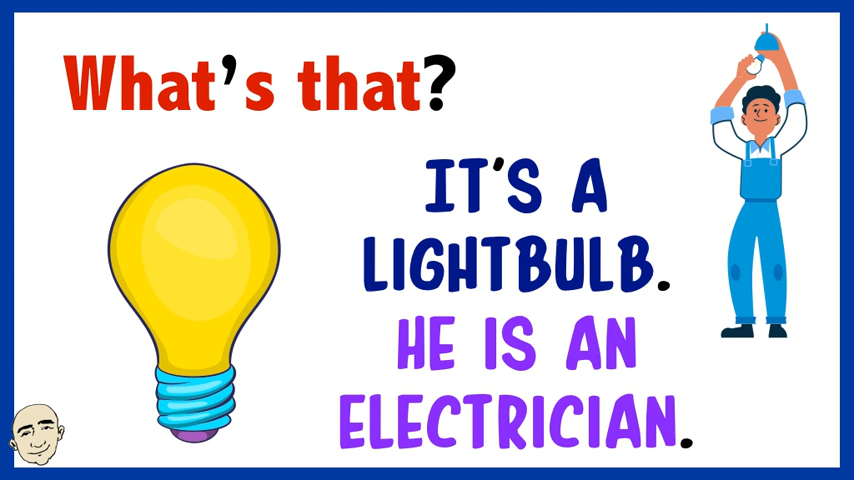 What's that?
IT'S A
LIGHTBULB.
HE IS AN
ELECTRICIAN.